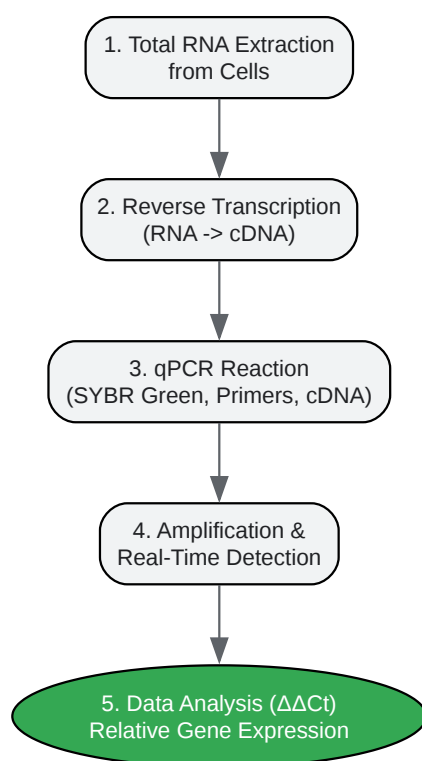 1. Total RNA Extraction
from Cells
2. Reverse Transcription
(RNA -> cDNA)
3. qPCR Reaction
(SYBR Green, Primers, cDNA)
4. Amplification &
Real-Time Detection
5. Data Analysis (ΔΔCt)
Relative Gene Expression